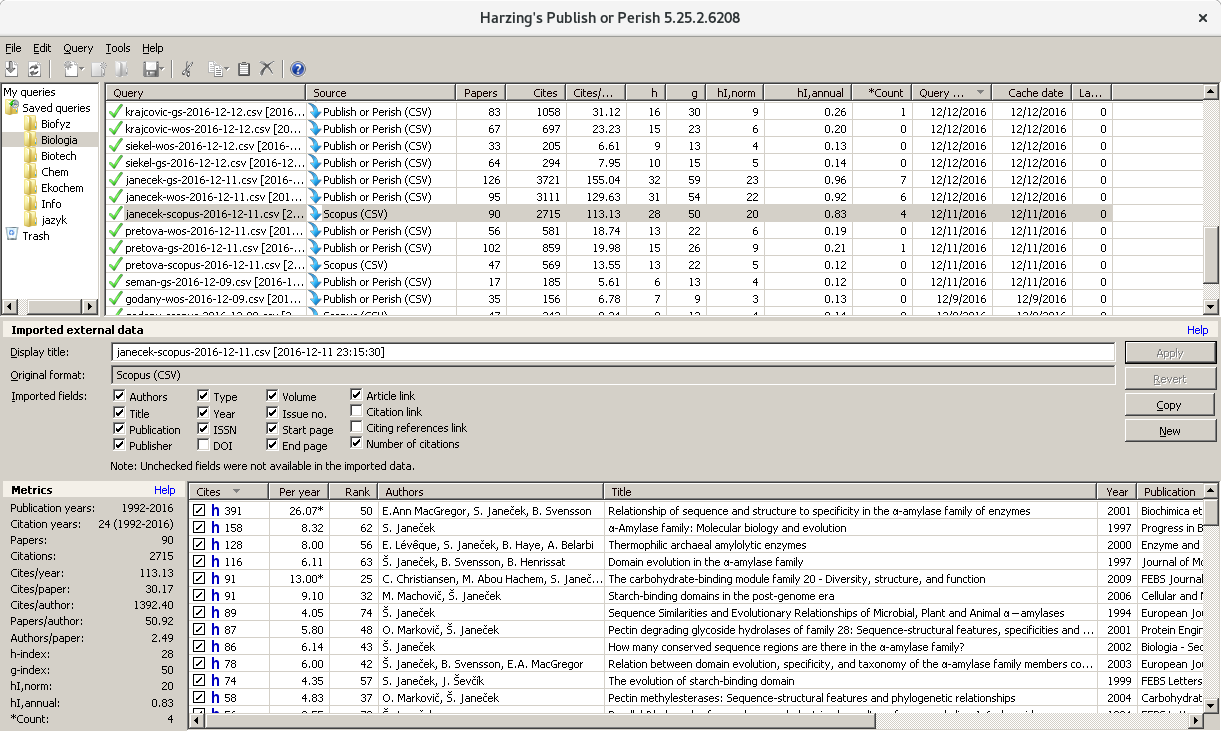 Harzing's Publish or Perish 5.25.2.6208
File Edit Query Tools Help
My queries
Saved queries
Biofyz
Biologia
Biotech
Chem
Ekochem
Info
jazyk
Trash
Query Source Papers Cites Cites/... h g hI,norm hI,annual *Count Query ... Cache date La...
krajcovic-gs-2016-12-12.csv [2016... Publish or Perish (CSV) 83 1058 31.12 16 30 9 0.26 1 12/12/2016 12/12/2016 0
krajcovic-wos-2016-12-12.csv [20... Publish or Perish (CSV) 67 697 23.23 15 23 6 0.20 0 12/12/2016 12/12/2016 0
siekel-wos-2016-12-12.csv [2016-... Publish or Perish (CSV) 33 205 6.61 9 13 4 0.13 0 12/12/2016 12/12/2016 0
siekel-gs-2016-12-12.csv [2016-12... Publish or Perish (CSV) 64 294 7.95 10 15 5 0.14 0 12/12/2016 12/12/2016 0
janecek-gs-2016-12-11.csv [2016-... Publish or Perish (CSV) 126 3721 155.04 32 59 23 0.96 7 12/11/2016 12/11/2016 0
janecek-wos-2016-12-11.csv [201... Publish or Perish (CSV) 95 3111 129.63 31 54 22 0.92 6 12/11/2016 12/11/2016 0
janecek-scopus-2016-12-11.csv [2... Scopus (CSV) 90 2715 113.13 28 50 20 0.83 4 12/11/2016 12/11/2016 0
pretova-wos-2016-12-11.csv [201... Publish or Perish (CSV) 56 581 18.74 13 22 6 0.19 0 12/11/2016 12/11/2016 0
pretova-gs-2016-12-11.csv [2016-... Publish or Perish (CSV) 102 859 19.98 15 26 9 0.21 1 12/11/2016 12/11/2016 0
pretova-scopus-2016-12-11.csv [2... Scopus (CSV) 47 569 13.55 13 22 5 0.12 0 12/11/2016 12/11/2016 0
seman-gs-2016-12-09.csv [2016-1... Publish or Perish (CSV) 17 185 5.61 6 13 4 0.12 0 12/11/2016 12/11/2016 0
godany-wos-2016-12-09.csv [201... Publish or Perish (CSV) 35 156 6.78 7 9 3 0.13 0 12/9/2016 12/9/2016 0
Imported external data Help
Display title: janecek-scopus-2016-12-11.csv [2016-12-11 23:15:30] Apply
Original format: Scopus (CSV) Revert
Imported fields: Authors Type Volume Article link Copy
Title Year Issue no. Citation link
Publication ISSN Start page Citing references link New
Publisher DOI End page Number of citations
Note: Unchecked fields were not available in the imported data.
Metrics Help
Publication years: 1992-2016
Citation years: 24 (1992-2016)
Papers: 90
Citations: 2715
Cites/year: 113.13
Cites/paper: 30.17
Cites/author: 1392.40
Papers/author: 50.92
Authors/paper: 2.49
h-index: 28
g-index: 50
hI,norm: 20
hI,annual: 0.83
*Count: 4
Cites Per year Rank Authors Title Year Publication
h 391 26.07* 50 E.Ann MacGregor, S. Janeček, B. Svensson Relationship of sequence and structure to specificity in the α-amylase family of enzymes 2001 Biochimica et
h 158 8.32 62 S. Janeček α-Amylase family: Molecular biology and evolution 1997 Progress in B
h 128 8.00 56 E. Lévêque, S. Janeček, B. Haye, A. Belarbi Thermophilic archaeal amylolytic enzymes 2000 Enzyme and
h 116 6.11 63 Š. Janeček, B. Svensson, B. Henrissat Domain evolution in the α-amylase family 1997 Journal of Mo
h 91 13.00* 25 C. Christiansen, M. Abou Hachem, Š. Janeč... The carbohydrate-binding module family 20 - Diversity, structure, and function 2009 FEBS Journal
h 91 9.10 32 M. Machovič, Š. Janeček Starch-binding domains in the post-genome era 2006 Cellular and M
h 89 4.05 74 Š. Janeček Sequence Similarities and Evolutionary Relationships of Microbial, Plant and Animal α−amylases 1994 European Jou
h 87 5.80 48 O. Markovič, Š. Janeček Pectin degrading glycoside hydrolases of family 28: Sequence-structural features, specificities and ... 2001 Protein Engin
h 86 6.14 43 Š. Janeček How many conserved sequence regions are there in the α-amylase family? 2002 Biologia - Sec
h 78 6.00 42 Š. Janeček, B. Svensson, E.A. MacGregor Relation between domain evolution, specificity, and taxonomy of the α-amylase family members co... 2003 European Jou
h 74 4.35 57 Š. Janeček, J. Ševčík The evolution of starch-binding domain 1999 FEBS Letters
h 58 4.83 37 O. Markovič, Š. Janeček Pectin methylesterases: Sequence-structural features and phylogenetic relationships 2004 Carbohydrat